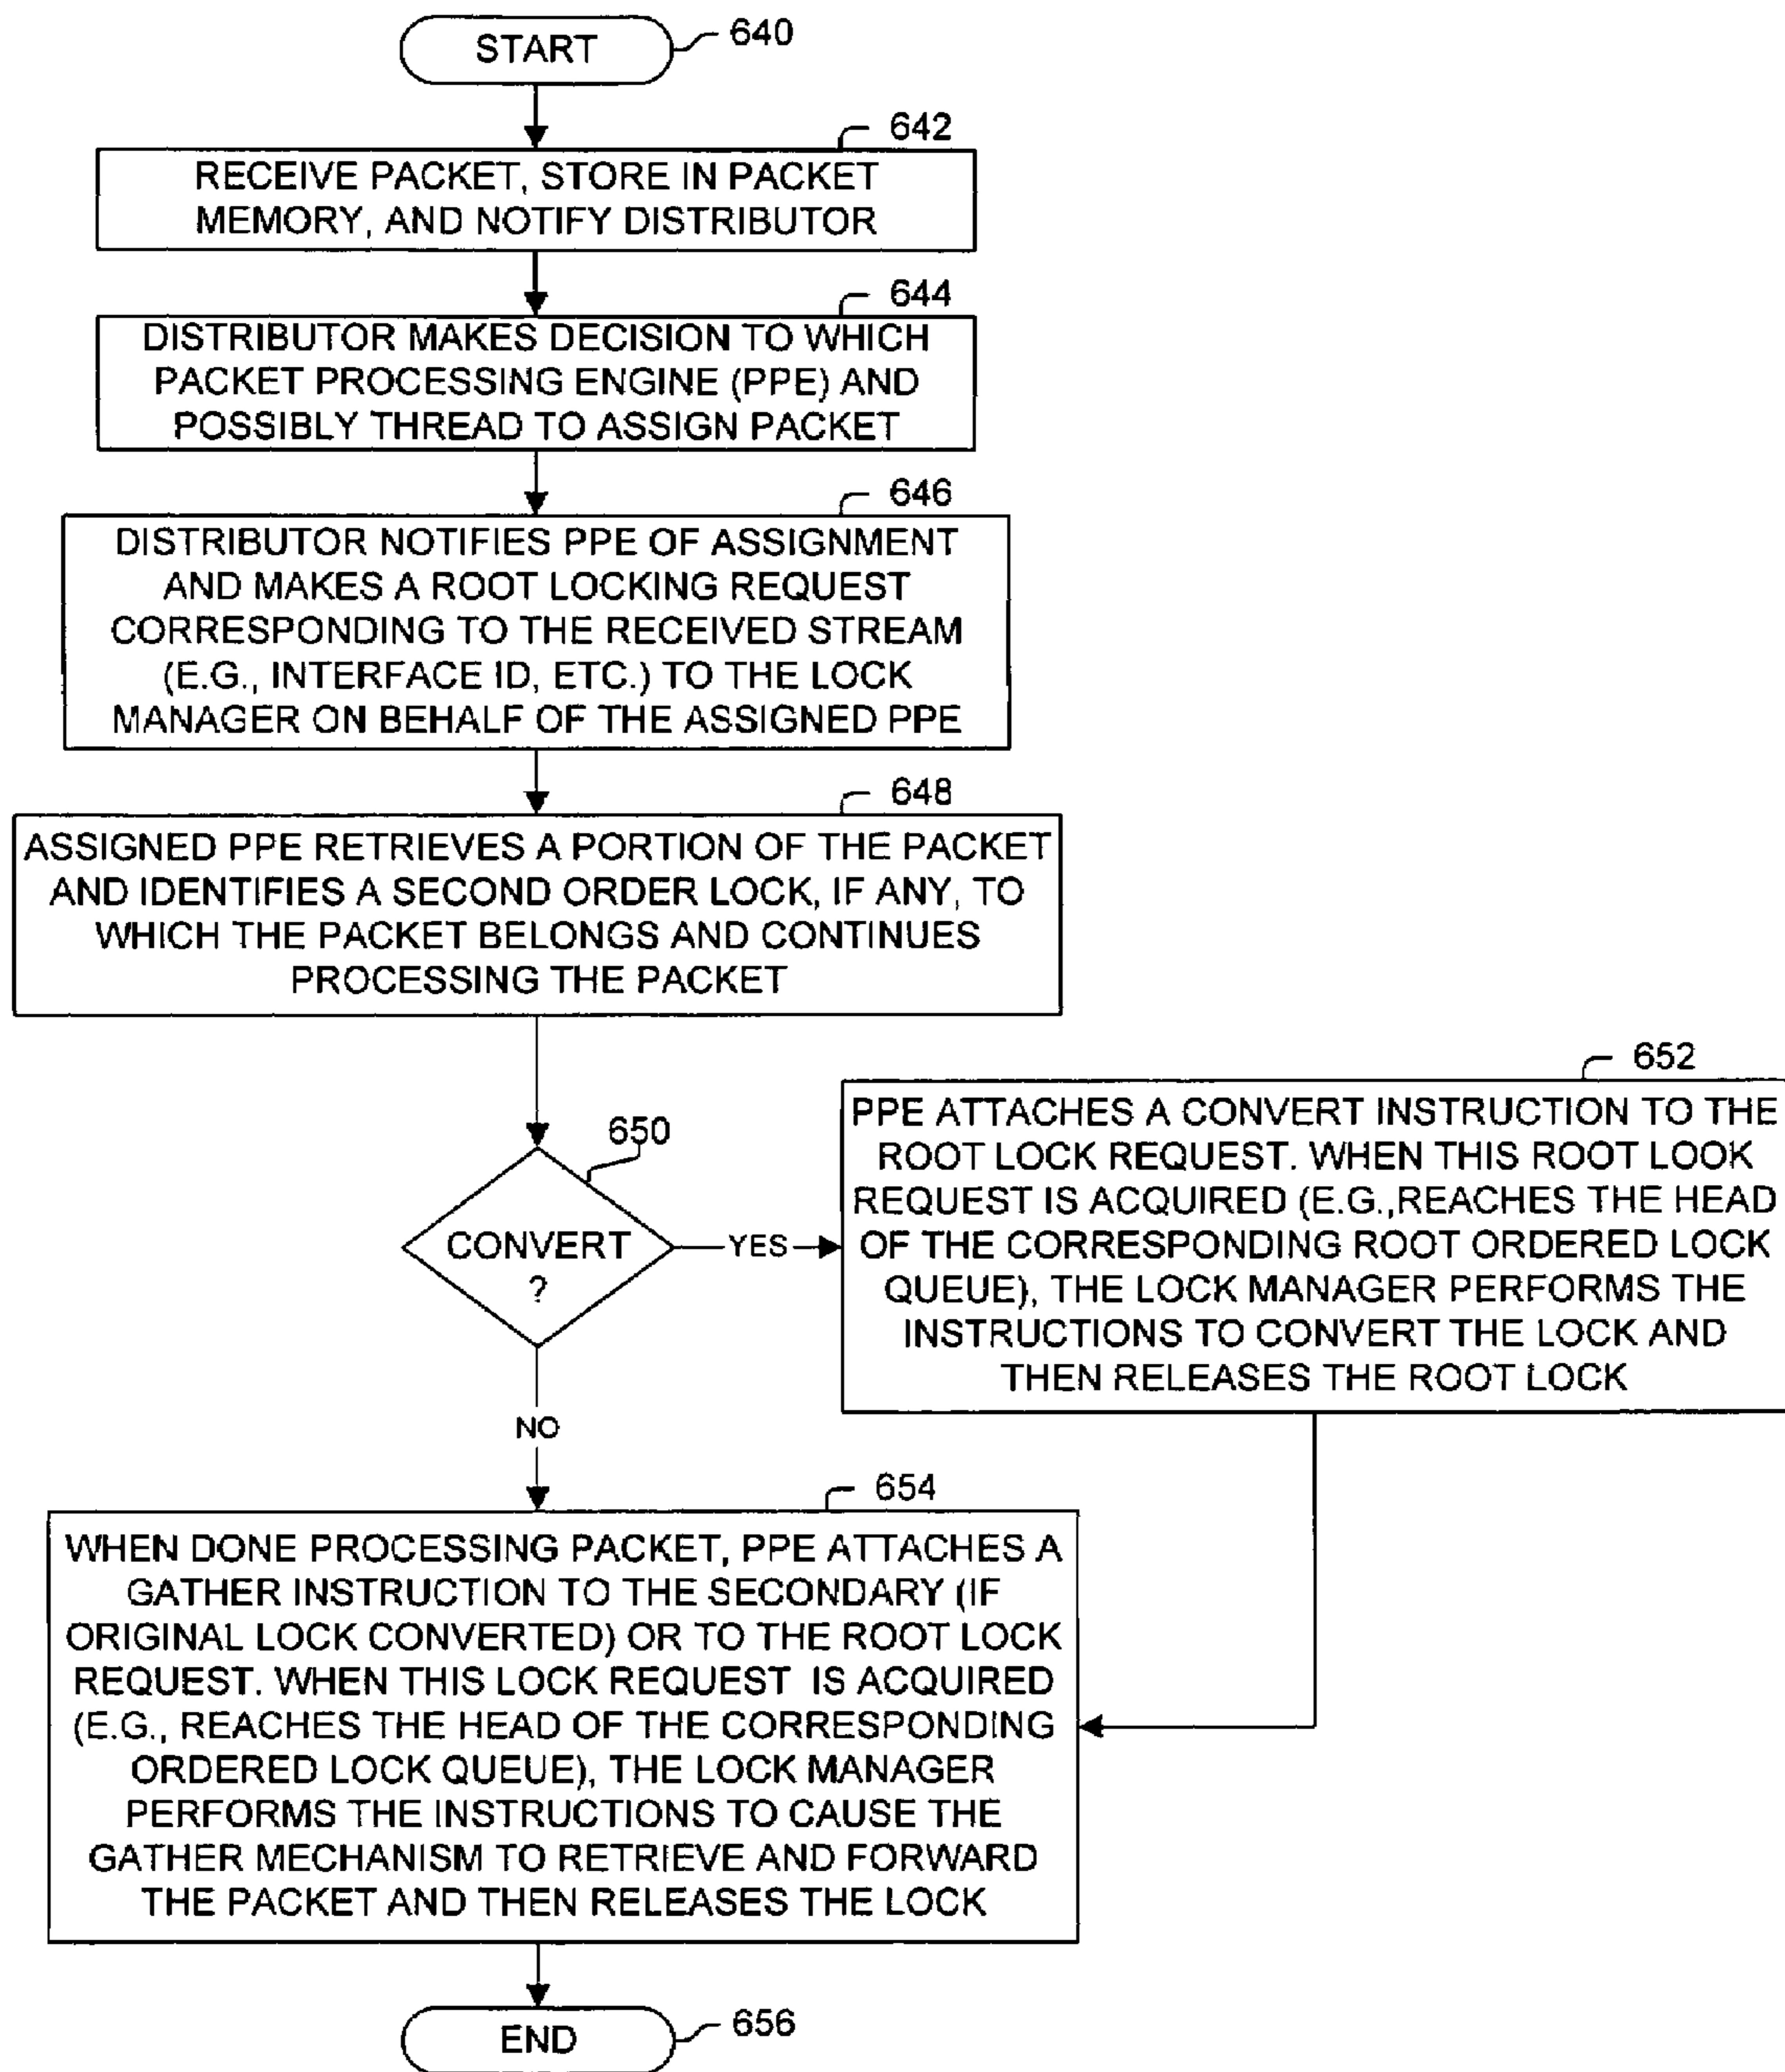 START
640
642
RECEIVE PACKET, STORE IN PACKET
MEMORY, AND NOTIFY DISTRIBUTOR
644
DISTRIBUTOR MAKES DECISION TO WHICH
PACKET PROCESSING ENGINE (PPE) AND
POSSIBLY THREAD TO ASSIGN PACKET
646
DISTRIBUTOR NOTIFIES PPE OF ASSIGNMENT
AND MAKES A ROOT LOCKING REQUEST
CORRESPONDING TO THE RECEIVED STREAM
(E.G., INTERFACE ID, ETC.) TO THE LOCK
MANAGER ON BEHALF OF THE ASSIGNED PPE
648
ASSIGNED PPE RETRIEVES A PORTION OF THE PACKET
AND IDENTIFIES A SECOND ORDER LOCK, IF ANY, TO
WHICH THE PACKET BELONGS AND CONTINUES
PROCESSING THE PACKET
650
CONVERT
?
YES
NO
652
PPE ATTACHES A CONVERT INSTRUCTION TO THE
ROOT LOCK REQUEST. WHEN THIS ROOT LOOK
REQUEST IS ACQUIRED (E.G.,REACHES THE HEAD
OF THE CORRESPONDING ROOT ORDERED LOCK
QUEUE), THE LOCK MANAGER PERFORMS THE
INSTRUCTIONS TO CONVERT THE LOCK AND
THEN RELEASES THE ROOT LOCK
654
WHEN DONE PROCESSING PACKET, PPE ATTACHES A
GATHER INSTRUCTION TO THE SECONDARY (IF
ORIGINAL LOCK CONVERTED) OR TO THE ROOT LOCK
REQUEST. WHEN THIS LOCK REQUEST IS ACQUIRED
(E.G., REACHES THE HEAD OF THE CORRESPONDING
ORDERED LOCK QUEUE), THE LOCK MANAGER
PERFORMS THE INSTRUCTIONS TO CAUSE THE
GATHER MECHANISM TO RETRIEVE AND FORWARD
THE PACKET AND THEN RELEASES THE LOCK
END
656